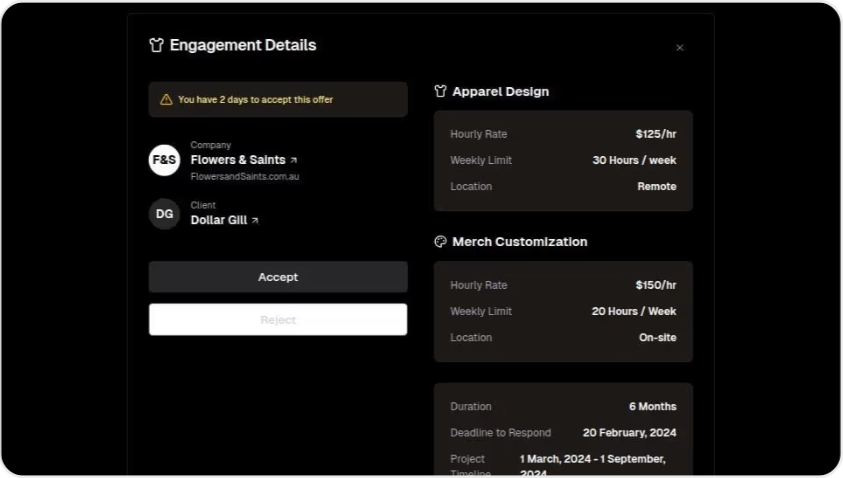 Engagement Details
You have 2 days to accept this offer
F&S
Company
Flowers & Saints
FlowersandSaints.com.au
DG
Client
Dollar Gill
Accept
Reject
Apparel Design
Hourly Rate $125/hr
Weekly Limit 30 Hours / week
Location Remote
Merch Customization
Hourly Rate $150/hr
Weekly Limit 20 Hours / Week
Location On-site
Duration 6 Months
Deadline to Respond 20 February, 2024
Project 1 March, 2024 - 1 September,
Timeline 2024